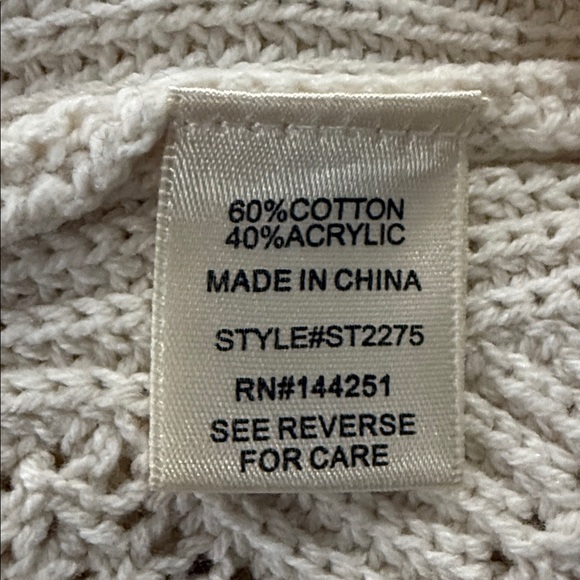 60%COTTON
40%ACRYLIC
MADE IN CHINA
STYLE#ST2275
RN#144251
SEE REVERSE
FOR CARE